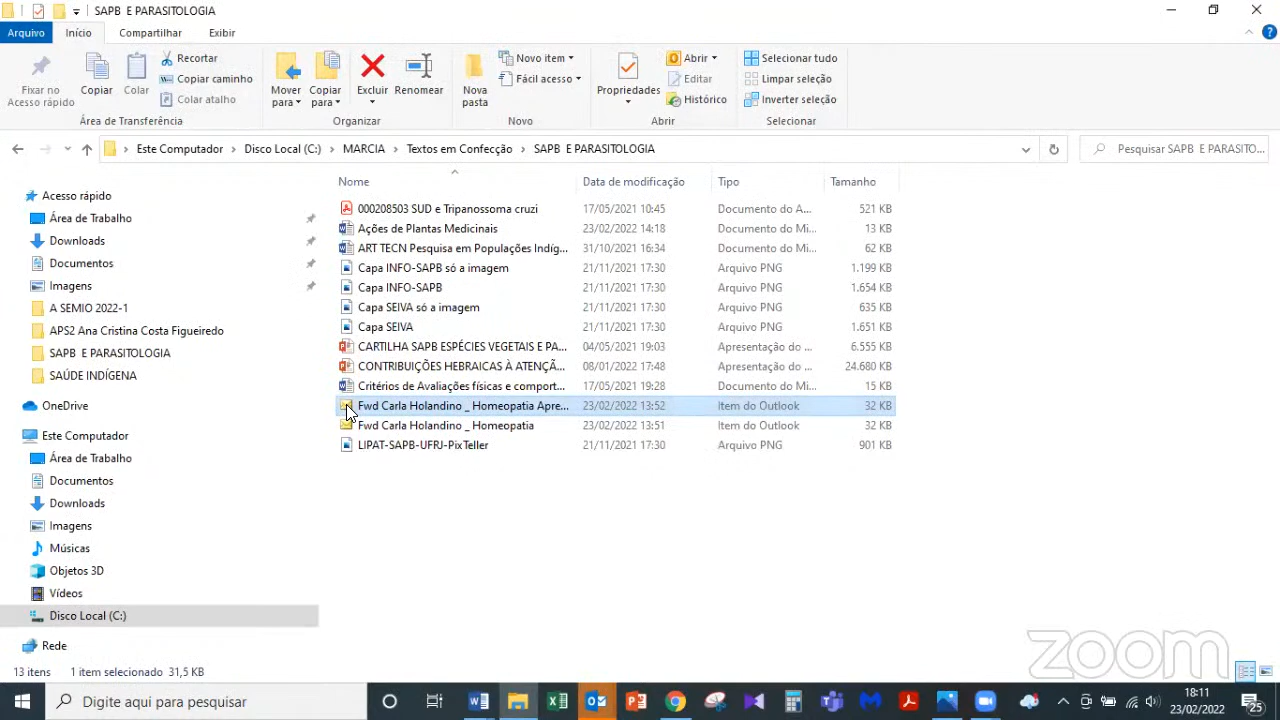 SAPB E PARASITOLOGIA
Arquivo Início Compartilhar Exibir
Fixar no Acesso rápido
Copiar
Colar
Recortar
Copiar caminho
Colar atalho
Área de Transferência
Mover para
Copiar para
Excluir
Renomear
Organizar
Nova pasta
Novo item
Fácil acesso
Novo
Propriedades
Abrir
Editar
Histórico
Abrir
Selecionar tudo
Limpar seleção
Inverter seleção
Selecionar
Este Computador > Disco Local (C:) > MARCIA > Textos em Confecção > SAPB E PARASITOLOGIA
Pesquisar SAPB E PARASITO...
Acesso rápido
Área de Trabalho
Downloads
Documentos
Imagens
A SEMIO 2022-1
APS2 Ana Cristina Costa Figueiredo
SAPB E PARASITOLOGIA
SAÚDE INDÍGENA
OneDrive
Este Computador
Área de Trabalho
Documentos
Downloads
Imagens
Músicas
Objetos 3D
Vídeos
Disco Local (C:)
Rede
Nome Data de modificação Tipo Tamanho
000208503 SUD e Tripanossoma cruzi 17/05/2021 10:45 Documento do A... 521 KB
Ações de Plantas Medicinais 23/02/2022 14:18 Documento do Mi... 13 KB
ART TECN Pesquisa em Populações Indíg... 31/10/2021 16:34 Documento do Mi... 62 KB
Capa INFO-SAPB só a imagem 21/11/2021 17:30 Arquivo PNG 1.199 KB
Capa INFO-SAPB 21/11/2021 17:30 Arquivo PNG 1.654 KB
Capa SEIVA só a imagem 21/11/2021 17:30 Arquivo PNG 635 KB
Capa SEIVA 21/11/2021 17:30 Arquivo PNG 1.651 KB
CARTILHA SAPB ESPÉCIES VEGETAIS E PA... 04/05/2021 19:03 Apresentação do ... 6.555 KB
CONTRIBUIÇÕES HEBRAICAS À ATENÇÃ... 08/01/2022 17:48 Apresentação do ... 24.680 KB
Critérios de Avaliações físicas e comport... 17/05/2021 19:28 Documento do Mi... 15 KB
Fwd Carla Holandino _ Homeopatia Apre... 23/02/2022 13:52 Item do Outlook 32 KB
Fwd Carla Holandino _ Homeopatia 23/02/2022 13:51 Item do Outlook 32 KB
LIPAT-SAPB-UFRJ-PixTeller 21/11/2021 17:30 Arquivo PNG 901 KB
zoom
13 itens 1 item selecionado 31,5 KB
Digite aqui para pesquisar
18:11
23/02/2022
25